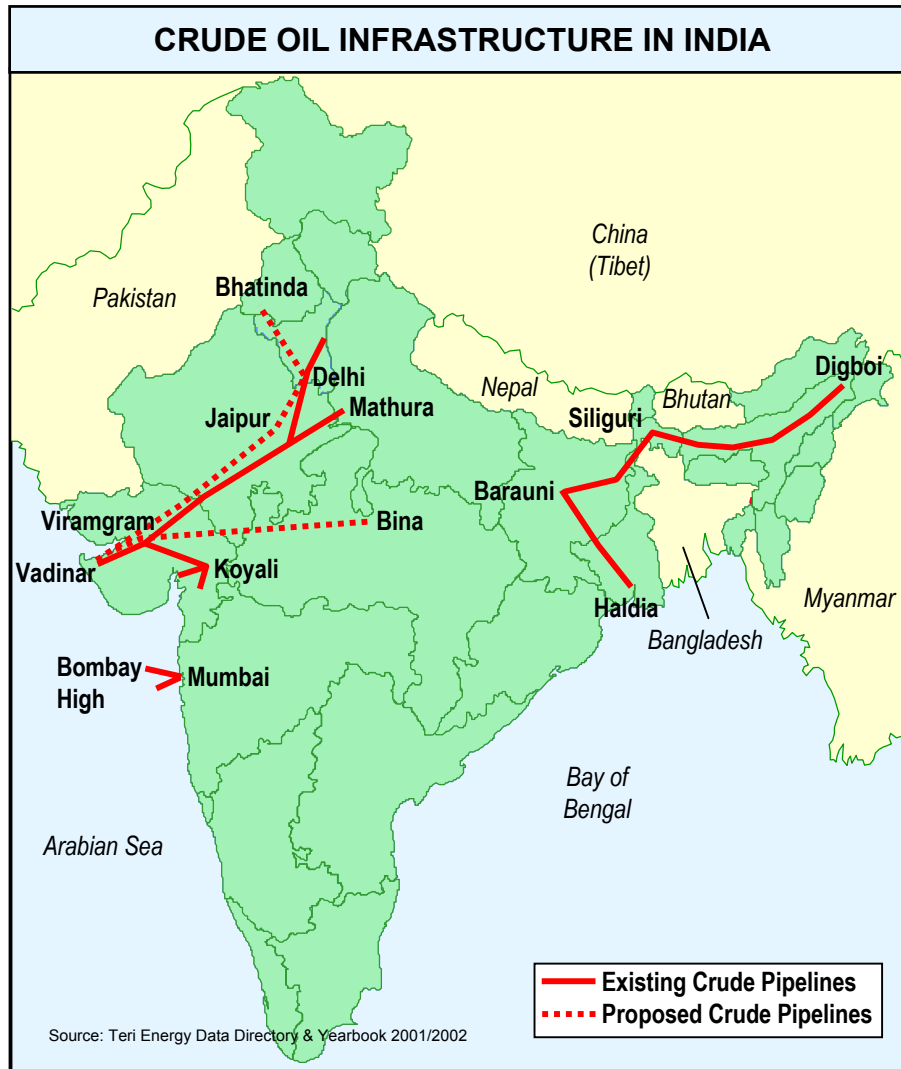 CRUDE OIL INFRASTRUCTURE IN INDIA
China
(Tibet)
Pakistan
Bhatinda
Delhi
Nepal
Bhutan
Digboi
Jaipur
Mathura
Siliguri
Barauni
Viramgram
Bina
Vadinar
Koyali
Haldia
Myanmar
Bangladesh
Bombay
High
Mumbai
Bay of
Bengal
Arabian Sea
Existing Crude Pipelines
Proposed Crude Pipelines
Source: Teri Energy Data Directory & Yearbook 2001/2002